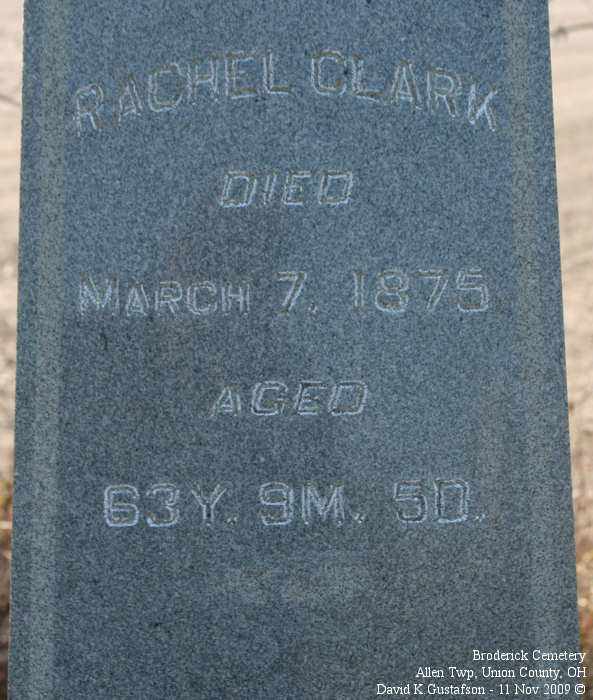 RACHEL CLARK
DIED
MARCH 7, 1875.
AGED
63Y. 9M. 5D.
Broderick Cemetery
Allen Twp, Union County, OH
David K.Gustafson - 11 Nov 2009 ©